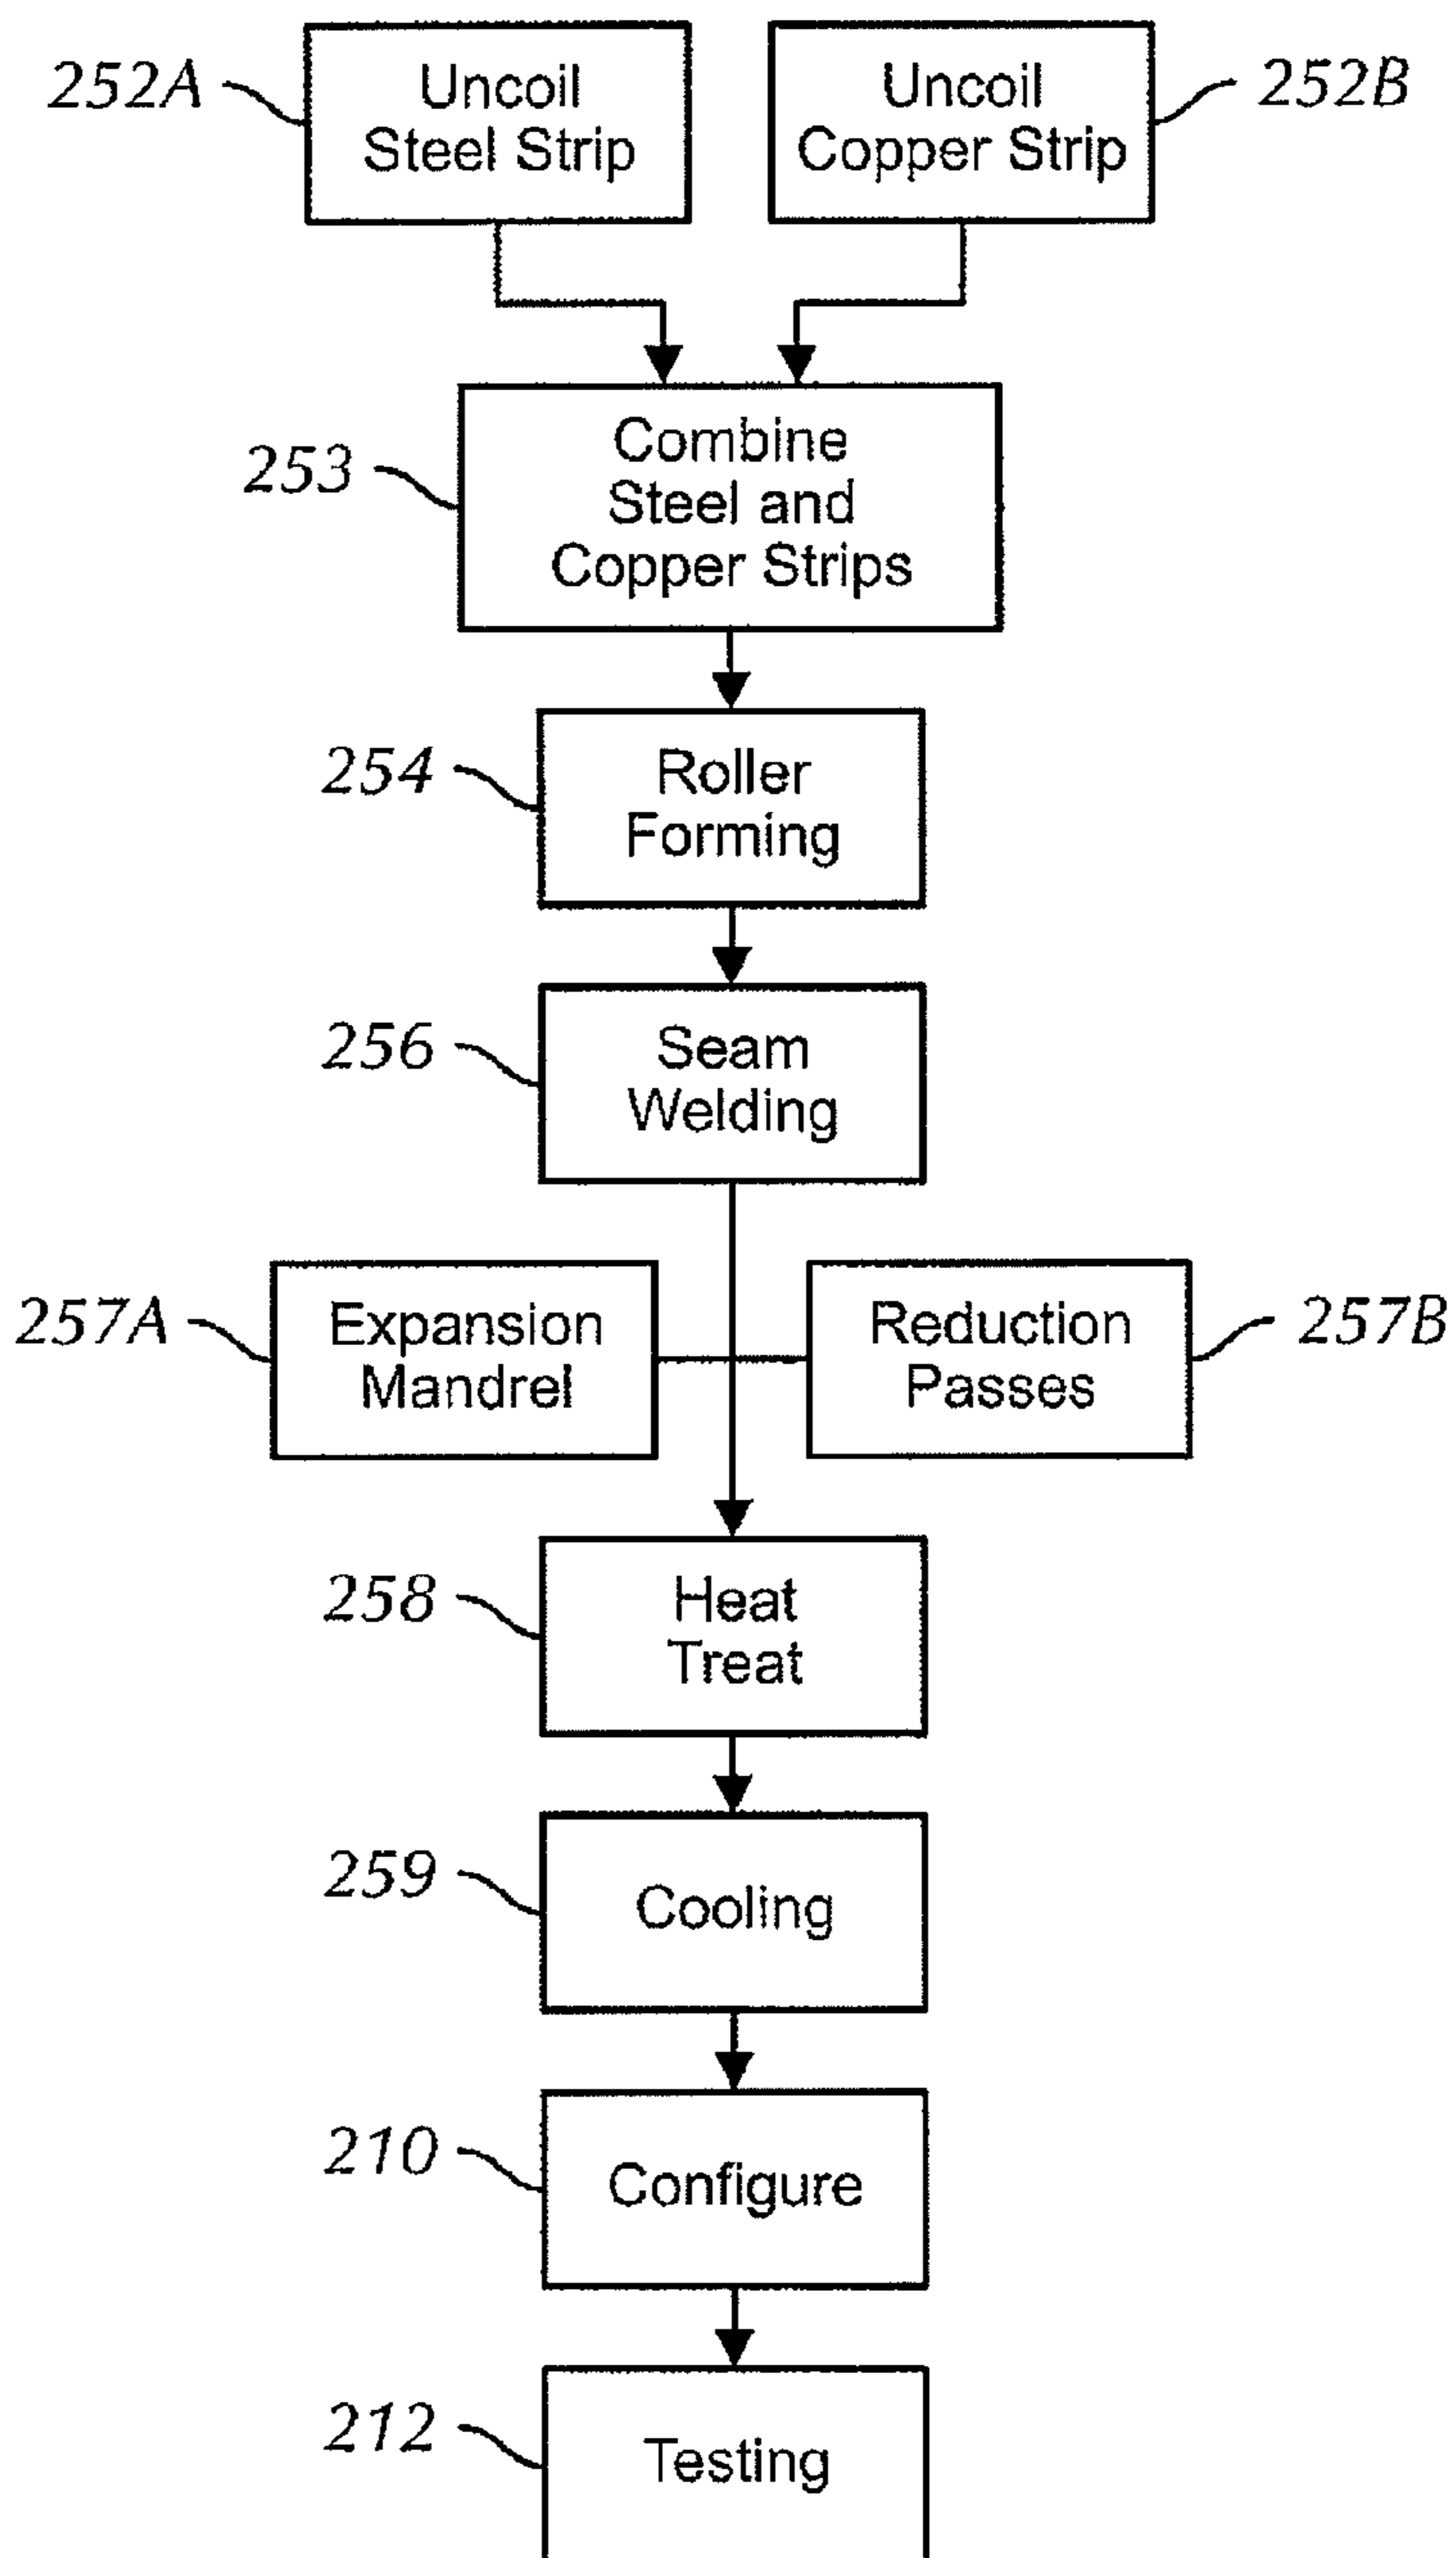 252A
Uncoil
Steel Strip
Uncoil
Copper Strip
252B
253
Combine
Steel and
Copper Strips
254
Roller
Forming
256
Seam
Welding
257A
Expansion
Mandrel
Reduction
Passes
257B
258
Heat
Treat
259
Cooling
210
Configure
212
Testing